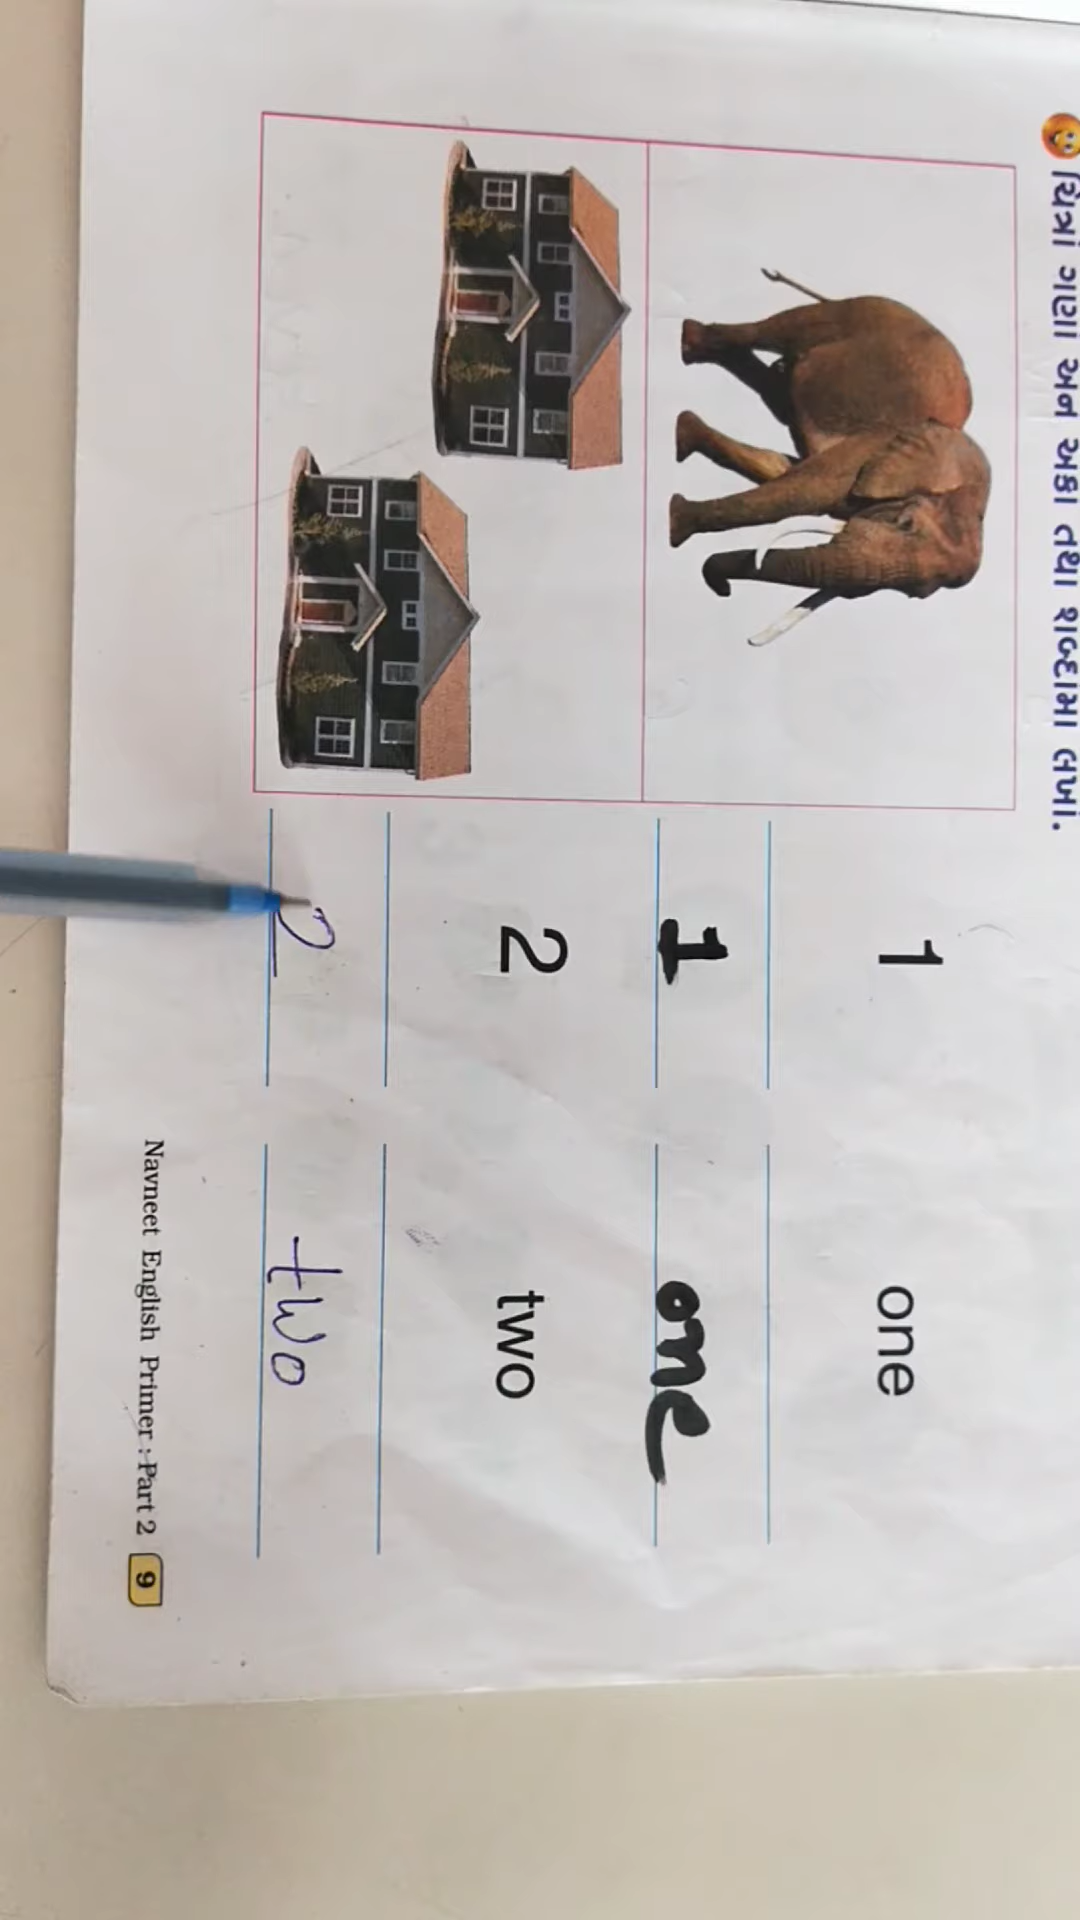 ચિત્રો ગણો અને અંકો તથા શબ્દોમાં લખો.
1 one
1 one
2 two
2 two
Navneet English Primer : Part 2 9